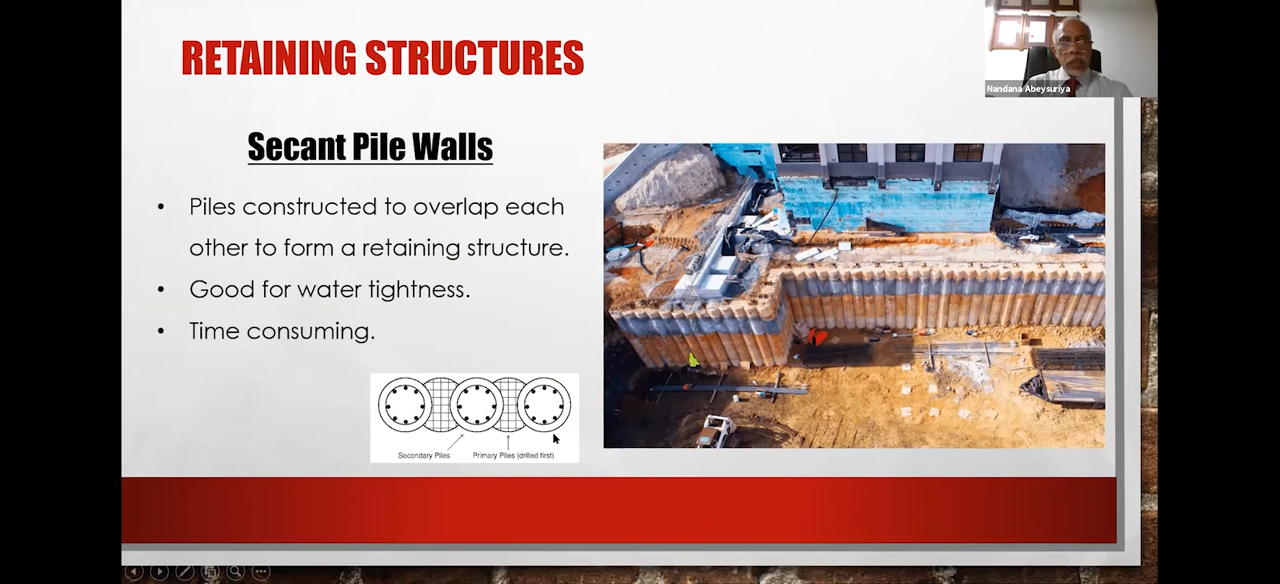 RETAINING STRUCTURES
Nandana Abeysuriya
Secant Pile Walls
• Piles constructed to overlap each
other to form a retaining structure.
• Good for water tightness.
• Time consuming.
Secondary Piles
Primary Piles (drilled first)